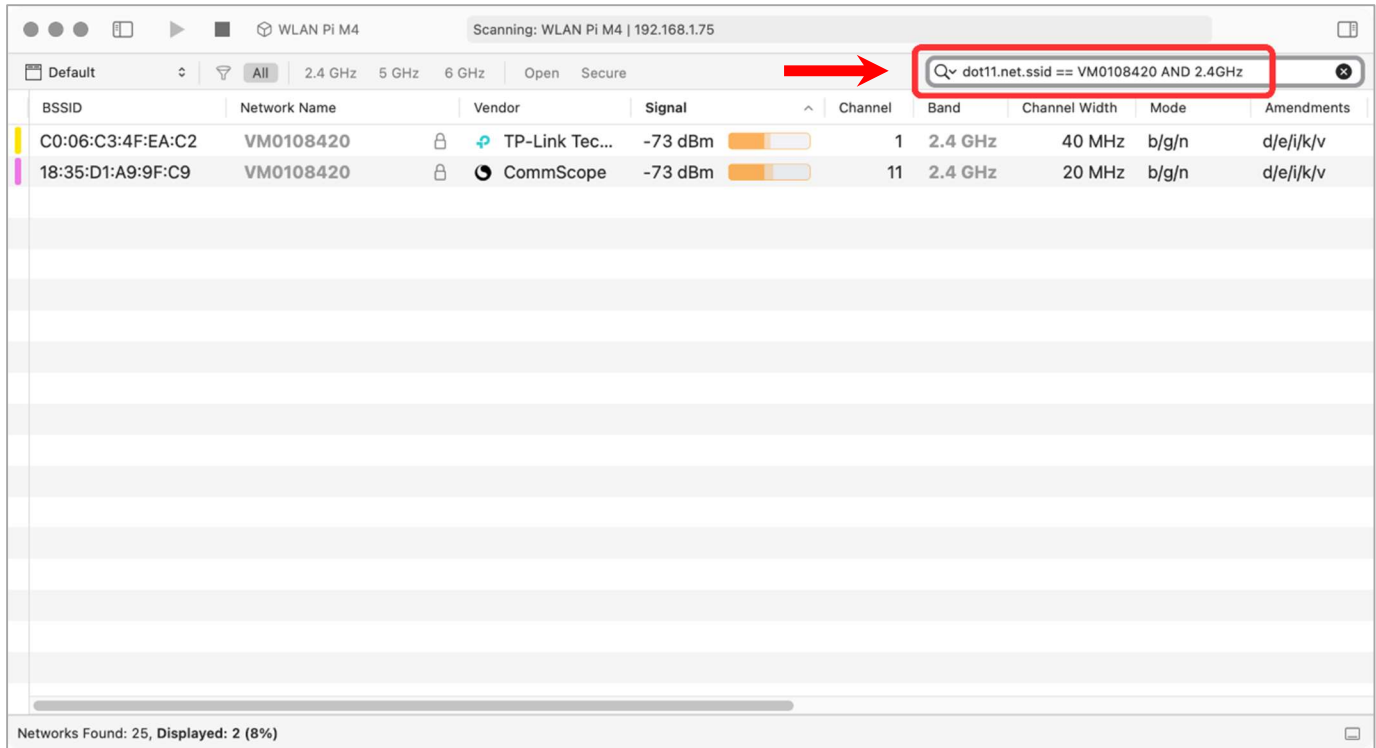 WLAN Pi M4 Scanning: WLAN Pi M4 | 192.168.1.75
Default All 2.4 GHz 5 GHz 6 GHz Open Secure dot11.net.ssid == VM0108420 AND 2.4GHz
BSSID Network Name Vendor Signal Channel Band Channel Width Mode Amendments
C0:06:C3:4F:EA:C2 VM0108420 TP-Link Tec... -73 dBm 1 2.4 GHz 40 MHz b/g/n d/e/i/k/v
18:35:D1:A9:9F:C9 VM0108420 CommScope -73 dBm 11 2.4 GHz 20 MHz b/g/n d/e/i/k/v
Networks Found: 25, Displayed: 2 (8%)